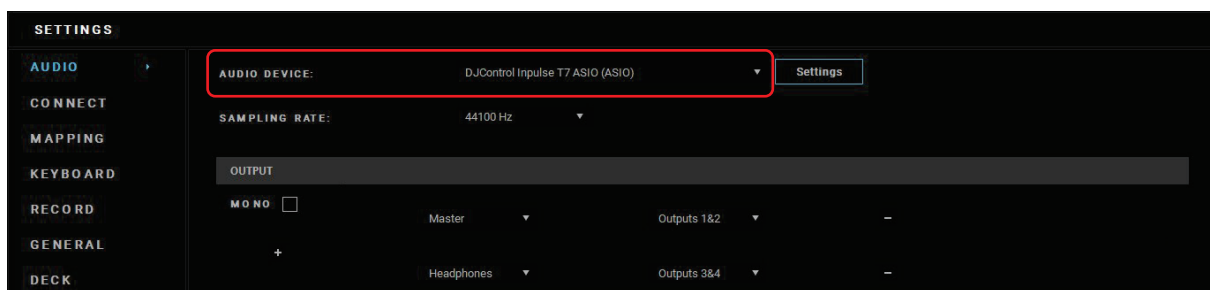 SETTINGS
AUDIO
AUDIO DEVICE: DJControl Inpulse T7 ASIO (ASIO) Settings
CONNECT
SAMPLING RATE: 44100 Hz
MAPPING
KEYBOARD
OUTPUT
RECORD
MONO
Master Outputs 1&2 –
GENERAL
+
DECK
Headphones Outputs 3&4 –